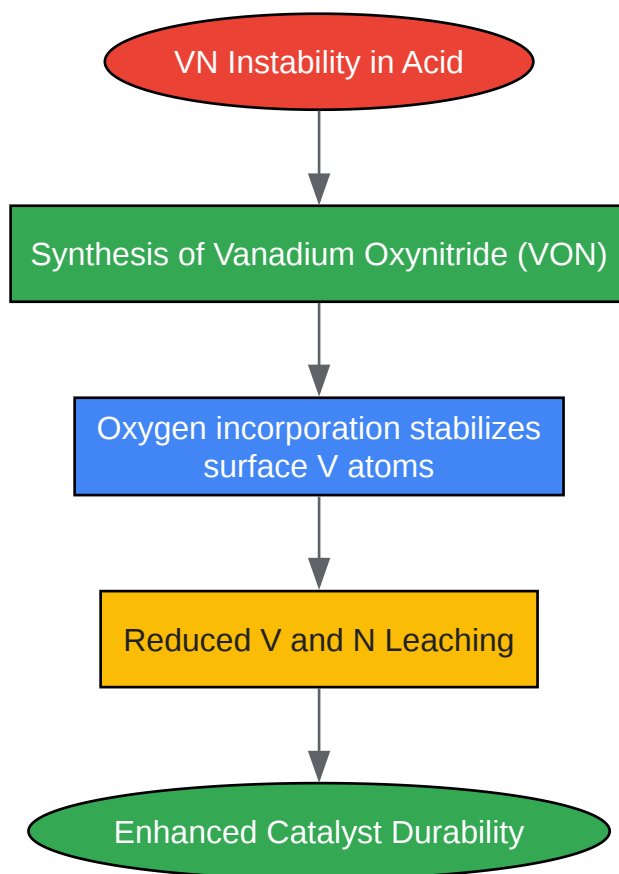 VN Instability in Acid
Synthesis of Vanadium Oxynitride (VON)
Oxygen incorporation stabilizes
surface V atoms
Reduced V and N Leaching
Enhanced Catalyst Durability